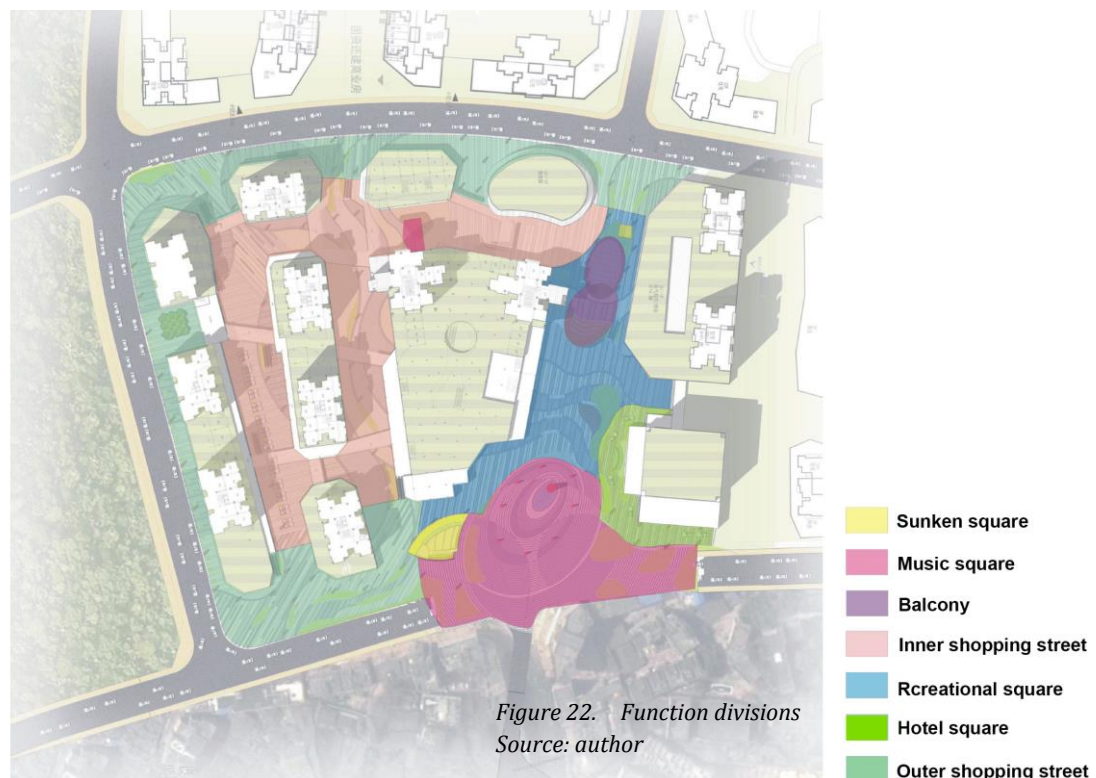 Sunken square
Music square
Balcony
Inner shopping street
Rcreational square
Hotel square
Outer shopping street
Figure 22. Function divisions
Source: author